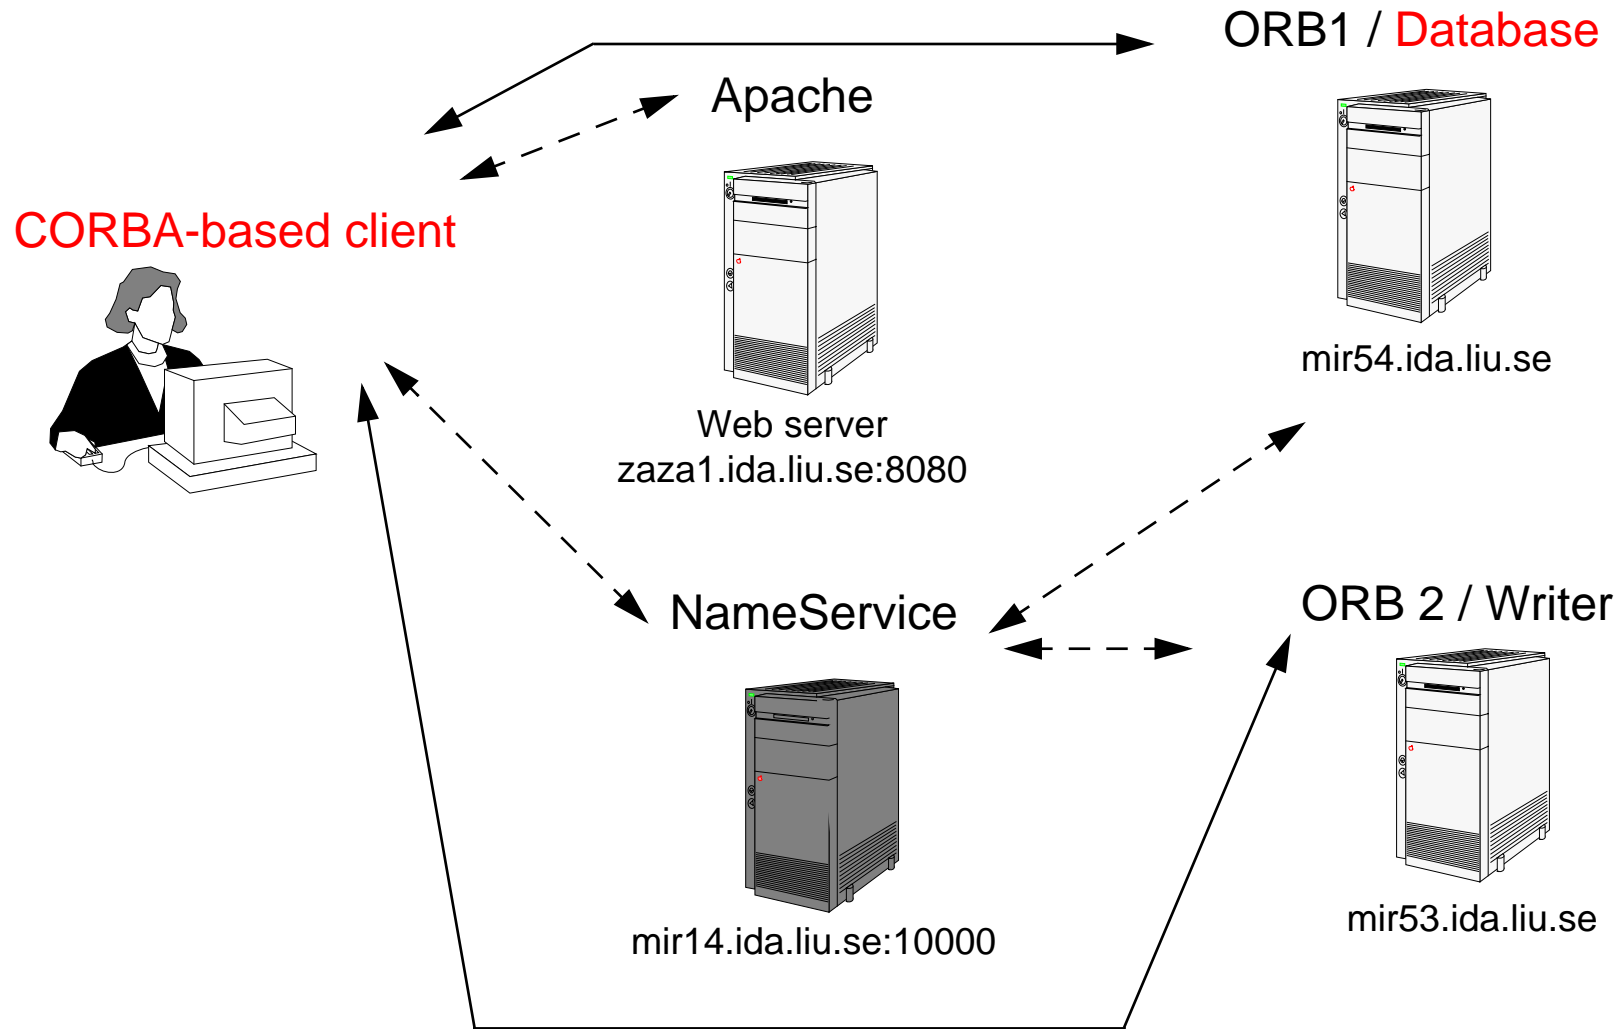 ORB1 / Database
Apache
CORBA-based client
mir54.ida.liu.se
Web server
zaza1.ida.liu.se:8080
NameService
ORB 2 / Writer
mir53.ida.liu.se
mir14.ida.liu.se:10000